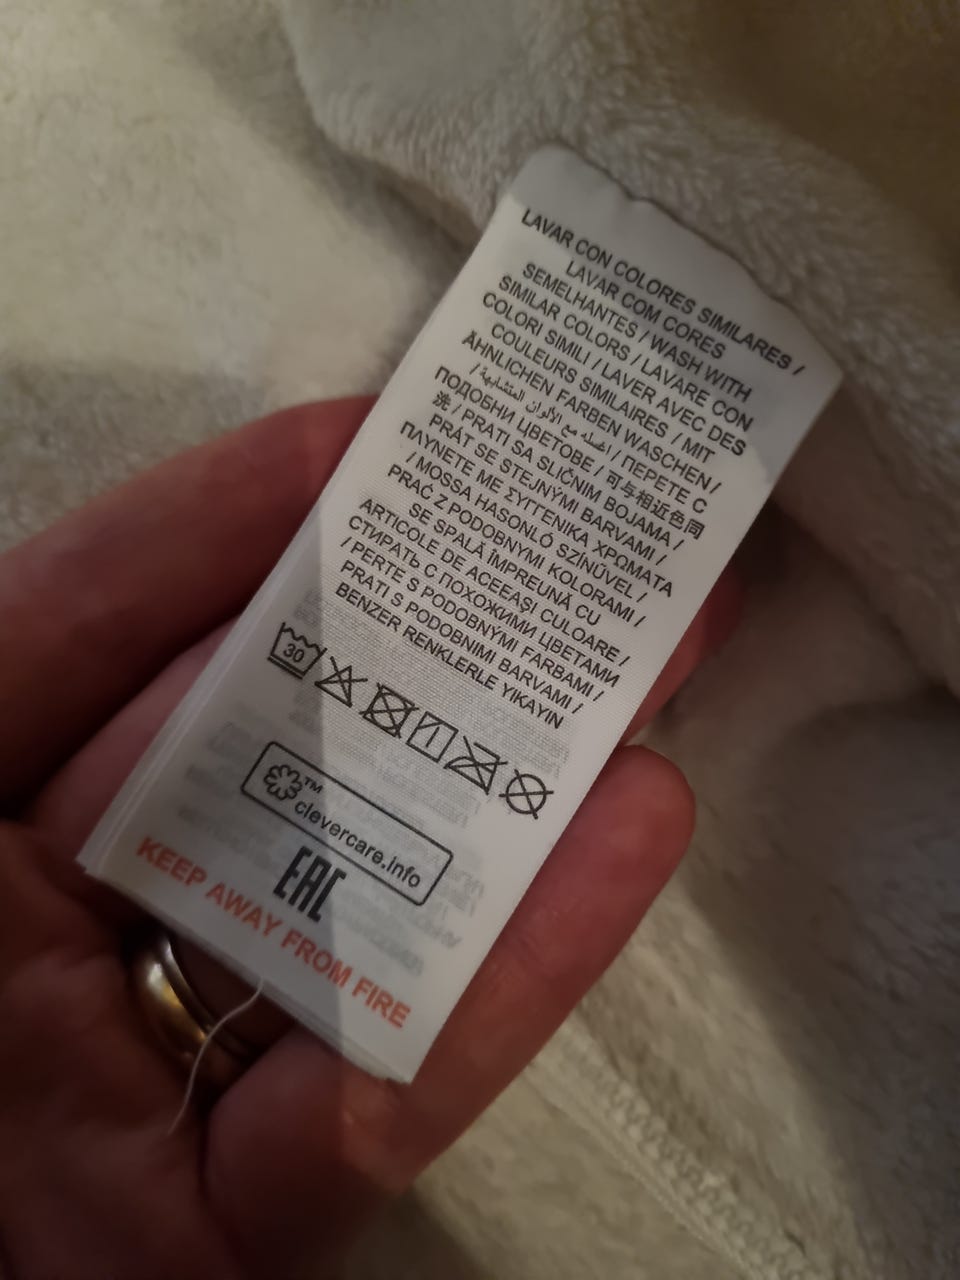 LAVAR CON COLORES SIMILARES /
LAVAR COM CORES
SEMELHANTES / WASH WITH
SIMILAR COLORS / LAVARE CON
COLORI SIMILI / LAVER AVEC DES
COULEURS SIMILAIRES / MIT
ÄHNLICHEN FARBEN WASCHEN /
اغسله مع الألوان المتشابهة / / ПЕРЕТЕ С
ПОДОБНИ ЦВЕТОВЕ / 可与相近色同
洗 / PRATI SA SLIČNIM BOJAMA /
PRÁT SE STEJNÝMI BARVAMI /
ΠΛΥΝΕΤΕ ΜΕ ΣΥΓΓΕΝΙΚΑ ΧΡΩΜΑΤΑ
/ MOSSA HASONLÓ SZÍNŰVEL /
PRAĆ Z PODOBNYMI KOLORAMI /
SE SPALĂ ÎMPREUNĂ CU
ARTICOLE DE ACEEAȘI CULOARE /
СТИРАТЬ С ПОХОЖИМИ ЦВЕТАМИ
/ PERTE S PODOBNÝMI FARBAMI /
PRATI S PODOBNIMI BARVAMI /
BENZER RENKLERLE YIKAYIN
30
™
clevercare.info
EAC
KEEP AWAY FROM FIRE